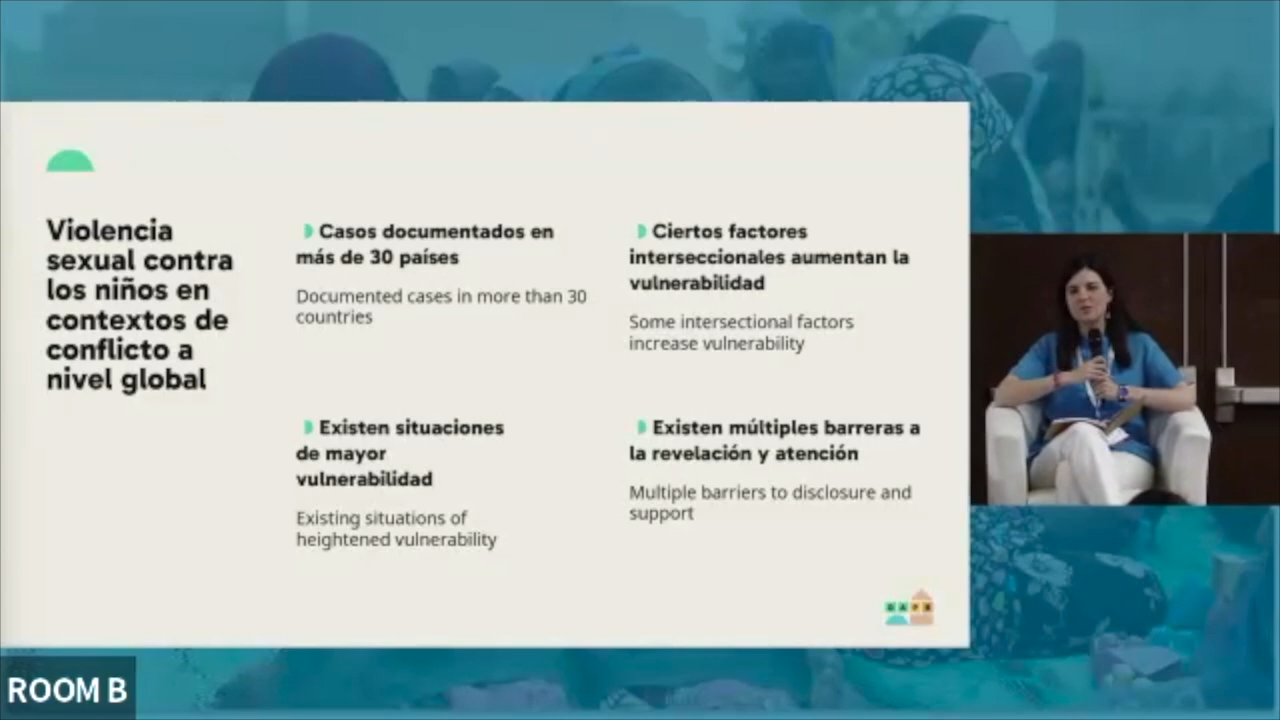 Violencia
sexual contra
los niños en
contextos de
conflicto a
nivel global
Casos documentados en
más de 30 países
Documented cases in more than 30
countries
Ciertos factores
interseccionales aumentan la
vulnerabilidad
Some intersectional factors
increase vulnerability
Existen situaciones
de mayor
vulnerabilidad
Existing situations of
heightened vulnerability
Existen múltiples barreras a
la revelación y atención
Multiple barriers to disclosure and
support
ROOM B